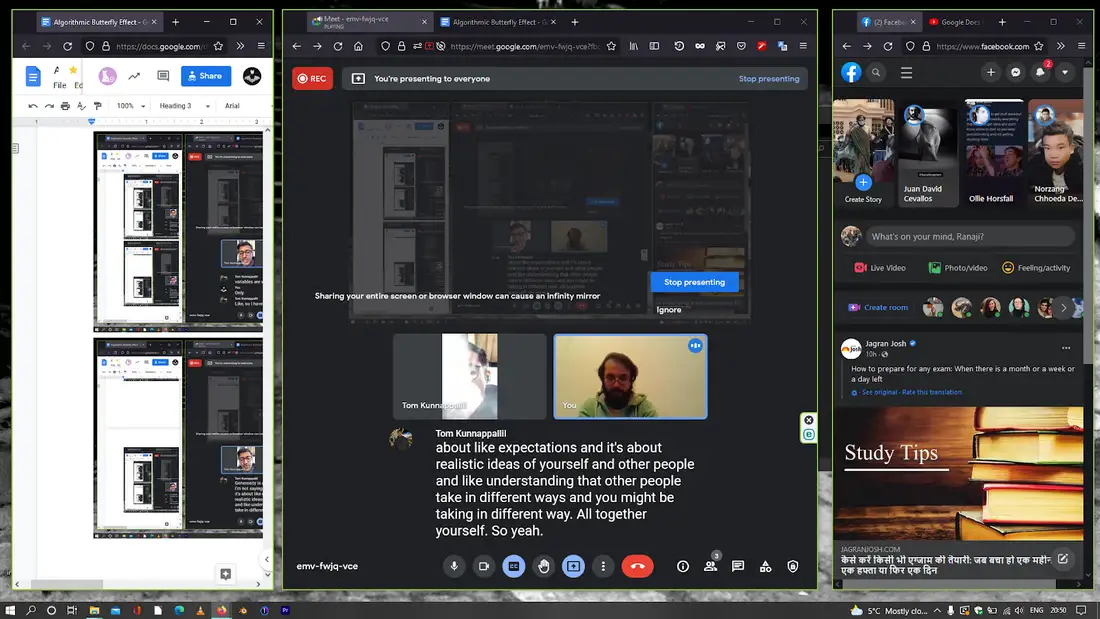 Algorithmic Butterfly Effect - G
https://docs.google.com/
File
Ed
Share
100%
Heading 3
Arial
Meet - emv-fwjq-vce
PLAYING
Algorithmic Butterfly Effect - G
https://meet.google.com/emv-fwjq-vce?
REC
You're presenting to everyone
Stop presenting
Sharing your entire screen or browser window can cause an infinity mirror
Stop presenting
Ignore
Tom Kunnappallil
You
Tom Kunnappallil
about like expectations and it's about
realistic ideas of yourself and other people
and like understanding that other people
take in different ways and you might be
taking in different way. All together
yourself. So yeah.
emv-fwjq-vce
3
(2) Faceb
Google Docs
https://www.facebook.com
2
Create Story
Juan David
Cevallos
Ollie Horsfall
Norzang
Chhoeda De...
What's on your mind, Ranaji?
Live Video
Photo/video
Feeling/activity
Create room
Jagran Josh
10h
How to prepare for any exam: When there is a month or a week or
a day left
See original · Rate this translation
Study Tips
JAGRANJOSH.COM
कैसे करें किसी भी एग्जाम की तैयारी: जब बचा हो एक महीना-
एक हफ्ता या फिर एक दिन
5°C Mostly clo...
ENG
20:50